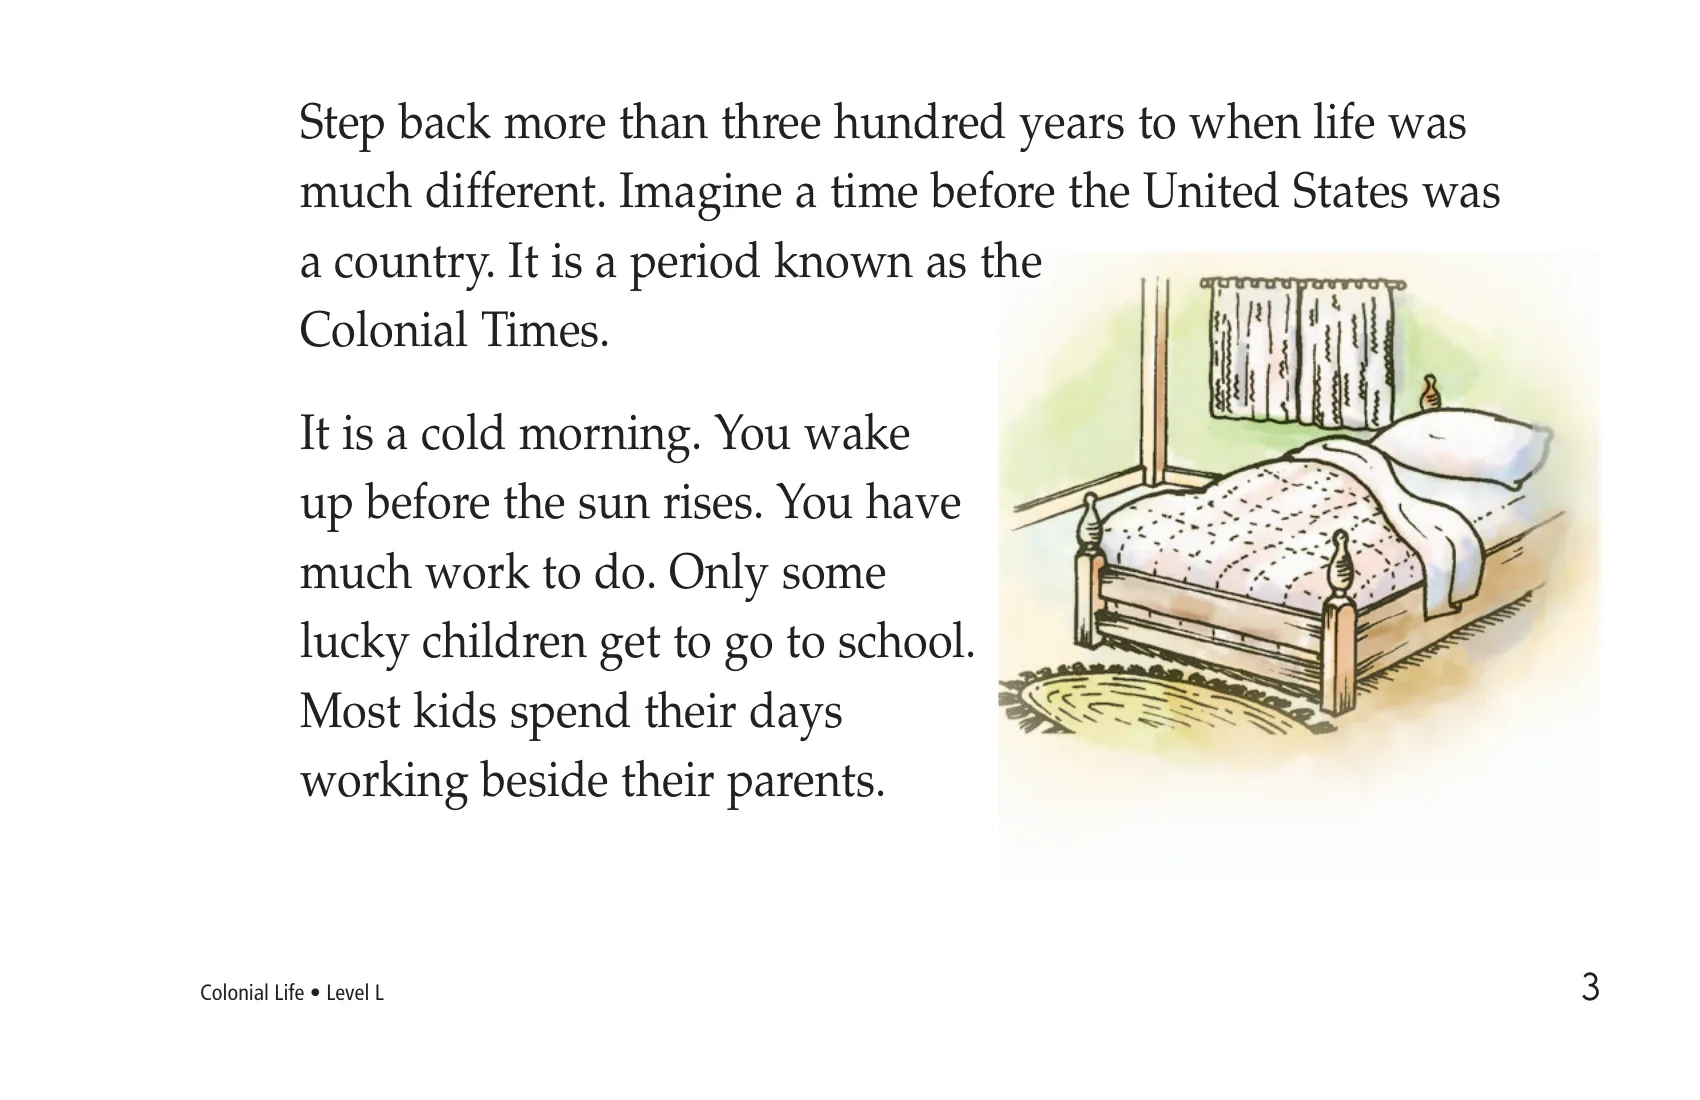 Step back more than three hundred years to when life was
much different. Imagine a time before the United States was
a country. It is a period known as the
Colonial Times.
It is a cold morning. You wake
up before the sun rises. You have
much work to do. Only some
lucky children get to go to school.
Most kids spend their days
working beside their parents.
Colonial Life • Level L
3